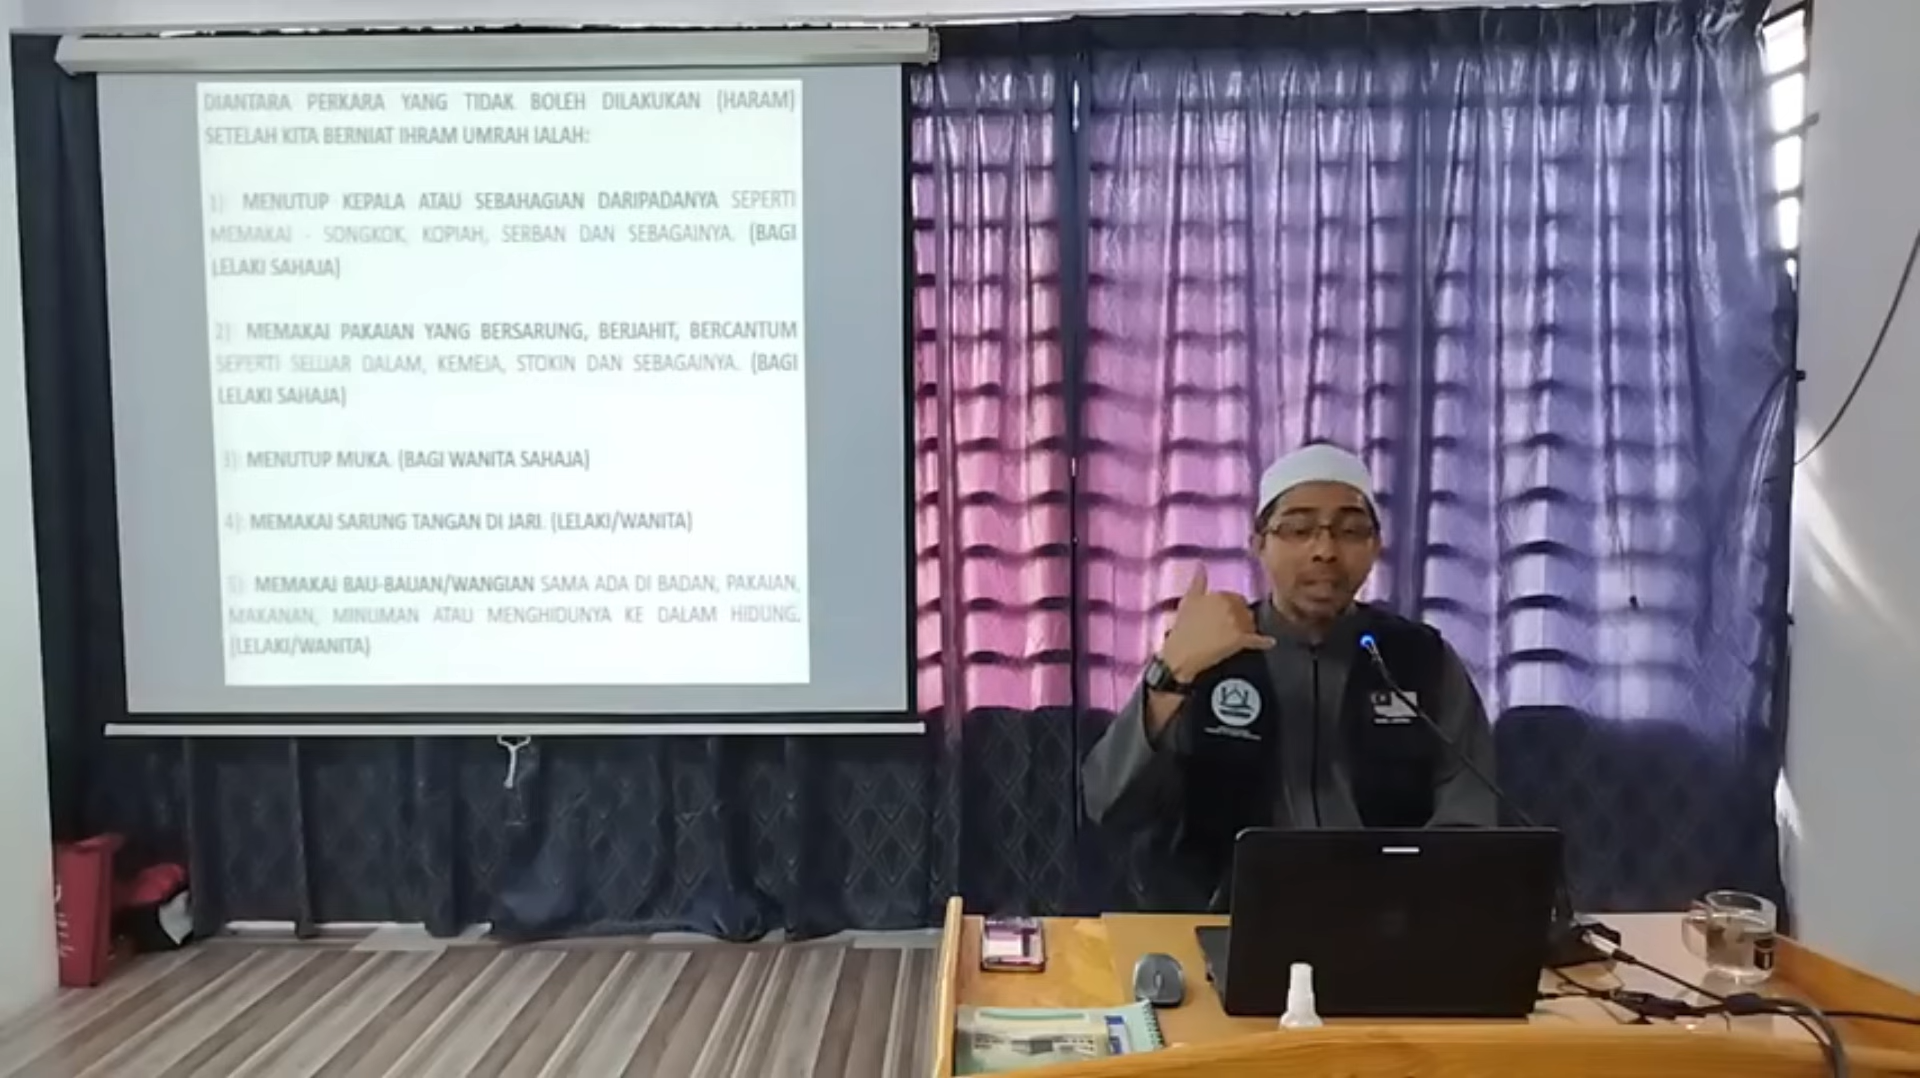 DIANTARA PERKARA YANG TIDAK BOLEH DILAKUKAN (HARAM)
SETELAH KITA BERNIAT IHRAM UMRAH IALAH:
1) MENUTUP KEPALA ATAU SEBAHAGIAN DARIPADANYA SEPERTI
MEMAKAI - SONGKOK, KOPIAH, SERBAN DAN SEBAGAINYA. (BAGI
LELAKI SAHAJA)
2) MEMAKAI PAKAIAN YANG BERSARUNG, BERJAHIT, BERCANTUM
SEPERTI SELUAR DALAM, KEMEJA, STOKIN DAN SEBAGAINYA. (BAGI
LELAKI SAHAJA)
3) MENUTUP MUKA. (BAGI WANITA SAHAJA)
4) MEMAKAI SARUNG TANGAN DI JARI. (LELAKI/WANITA)
5) MEMAKAI BAU-BAUAN/WANGIAN SAMA ADA DI BADAN, PAKAIAN,
MAKANAN, MINUMAN ATAU MENGHIDUNYA KE DALAM HIDUNG.
(LELAKI/WANITA)